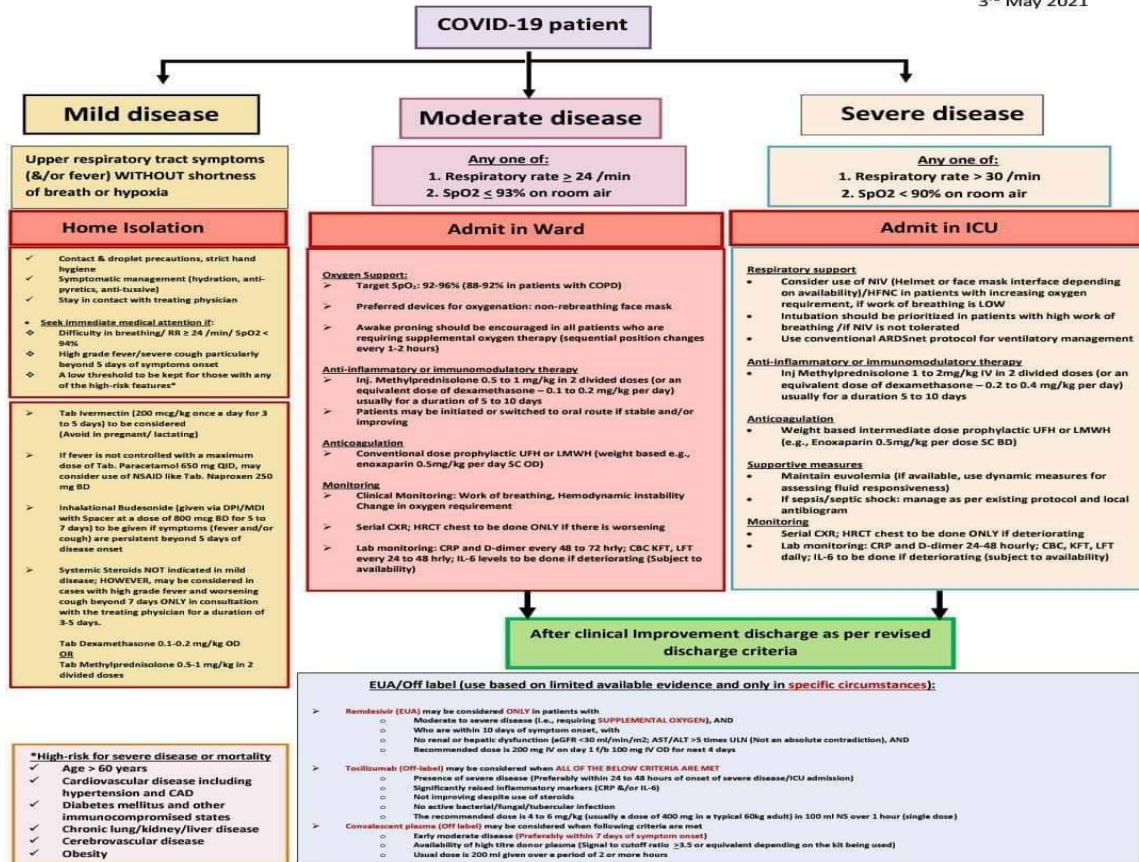 3rd May 2021
COVID-19 patient
Mild disease
Upper respiratory tract symptoms
(&/or fever) WITHOUT shortness
of breath or hypoxia
Home Isolation
✓ Contact & droplet precautions, strict hand
hygiene
✓ Symptomatic management (hydration, anti-
pyretics, anti-tussive)
✓ Stay in contact with treating physician
• Seek immediate medical attention if:
❖ Difficulty in breathing/ RR ≥ 24 /min/ SpO2 <
94%
❖ High grade fever/severe cough particularly
beyond 5 days of symptoms onset
❖ A low threshold to be kept for those with any
of the high-risk features*
➢ Tab Ivermectin (200 mcg/kg once a day for 3
to 5 days) to be considered
(Avoid in pregnant/ lactating)
➢ If fever is not controlled with a maximum
dose of Tab. Paracetamol 650 mg QID, may
consider use of NSAID like Tab. Naproxen 250
mg BD
➢ Inhalational Budesonide (given via DPI/MDI
with Spacer at a dose of 800 mcg BD for 5 to
7 days) to be given if symptoms (fever and/or
cough) are persistent beyond 5 days of
disease onset
➢ Systemic Steroids NOT indicated in mild
disease; HOWEVER, may be considered in
cases with high grade fever and worsening
cough beyond 7 days ONLY in consultation
with the treating physician for a duration of
3-5 days.
Tab Dexamethasone 0.1-0.2 mg/kg OD
OR
Tab Methylprednisolone 0.5-1 mg/kg in 2
divided doses
*High-risk for severe disease or mortality
✓ Age > 60 years
✓ Cardiovascular disease including
hypertension and CAD
✓ Diabetes mellitus and other
immunocompromised states
✓ Chronic lung/kidney/liver disease
✓ Cerebrovascular disease
✓ Obesity
Moderate disease
Any one of:
1. Respiratory rate ≥ 24 /min
2. SpO2 ≤ 93% on room air
Admit in Ward
Oxygen Support:
➢ Target SpO2: 92-96% (88-92% in patients with COPD)
➢ Preferred devices for oxygenation: non-rebreathing face mask
➢ Awake proning should be encouraged in all patients who are
requiring supplemental oxygen therapy (sequential position changes
every 1-2 hours)
Anti-inflammatory or immunomodulatory therapy
➢ Inj. Methylprednisolone 0.5 to 1 mg/kg in 2 divided doses (or an
equivalent dose of dexamethasone – 0.1 to 0.2 mg/kg per day)
usually for a duration of 5 to 10 days
➢ Patients may be initiated or switched to oral route if stable and/or
improving
Anticoagulation
➢ Conventional dose prophylactic UFH or LMWH (weight based e.g.,
enoxaparin 0.5mg/kg per day SC OD)
Monitoring
➢ Clinical Monitoring: Work of breathing, Hemodynamic instability
Change in oxygen requirement
➢ Serial CXR; HRCT chest to be done ONLY if there is worsening
➢ Lab monitoring: CRP and D-dimer every 48 to 72 hrly; CBC KFT, LFT
every 24 to 48 hrly; IL-6 levels to be done if deteriorating (Subject to
availability)
Severe disease
Any one of:
1. Respiratory rate > 30 /min
2. SpO2 < 90% on room air
Admit in ICU
Respiratory support
• Consider use of NIV (Helmet or face mask interface depending
on availability)/HFNC in patients with increasing oxygen
requirement, if work of breathing is LOW
• Intubation should be prioritized in patients with high work of
breathing /if NIV is not tolerated
• Use conventional ARDSnet protocol for ventilatory management
Anti-inflammatory or immunomodulatory therapy
• Inj Methylprednisolone 1 to 2mg/kg IV in 2 divided doses (or an
equivalent dose of dexamethasone – 0.2 to 0.4 mg/kg per day)
usually for a duration 5 to 10 days
Anticoagulation
• Weight based intermediate dose prophylactic UFH or LMWH
(e.g., Enoxaparin 0.5mg/kg per dose SC BD)
Supportive measures
• Maintain euvolemia (if available, use dynamic measures for
assessing fluid responsiveness)
• If sepsis/septic shock: manage as per existing protocol and local
antibiogram
Monitoring
• Serial CXR; HRCT chest to be done ONLY if deteriorating
• Lab monitoring: CRP and D-dimer 24-48 hourly; CBC, KFT, LFT
daily; IL-6 to be done if deteriorating (subject to availability)
After clinical Improvement discharge as per revised
discharge criteria
EUA/Off label (use based on limited available evidence and only in specific circumstances):
➢ Remdesivir (EUA) may be considered ONLY in patients with
o Moderate to severe disease (i.e., requiring SUPPLEMENTAL OXYGEN), AND
o Who are within 10 days of symptom onset, with
o No renal or hepatic dysfunction (eGFR <30 ml/min/m2; AST/ALT >5 times ULN (Not an absolute contradiction), AND
o Recommended dose is 200 mg IV on day 1 f/b 100 mg IV OD for next 4 days
➢ Tocilizumab (Off-label) may be considered when ALL OF THE BELOW CRITERIA ARE MET
o Presence of severe disease (Preferably within 24 to 48 hours of onset of severe disease/ICU admission)
o Significantly raised inflammatory markers (CRP &/or IL-6)
o Not improving despite use of steroids
o No active bacterial/fungal/tubercular infection
o The recommended dose is 4 to 6 mg/kg (usually a dose of 400 mg in a typical 60kg adult) in 100 ml NS over 1 hour (single dose)
➢ Convalescent plasma (Off label) may be considered when following criteria are met
o Early moderate disease (Preferably within 7 days of symptom onset)
o Availability of high titre donor plasma (Signal to cutoff ratio ≥3.5 or equivalent depending on the kit being used)
o Usual dose is 200 ml given over a period of 2 or more hours